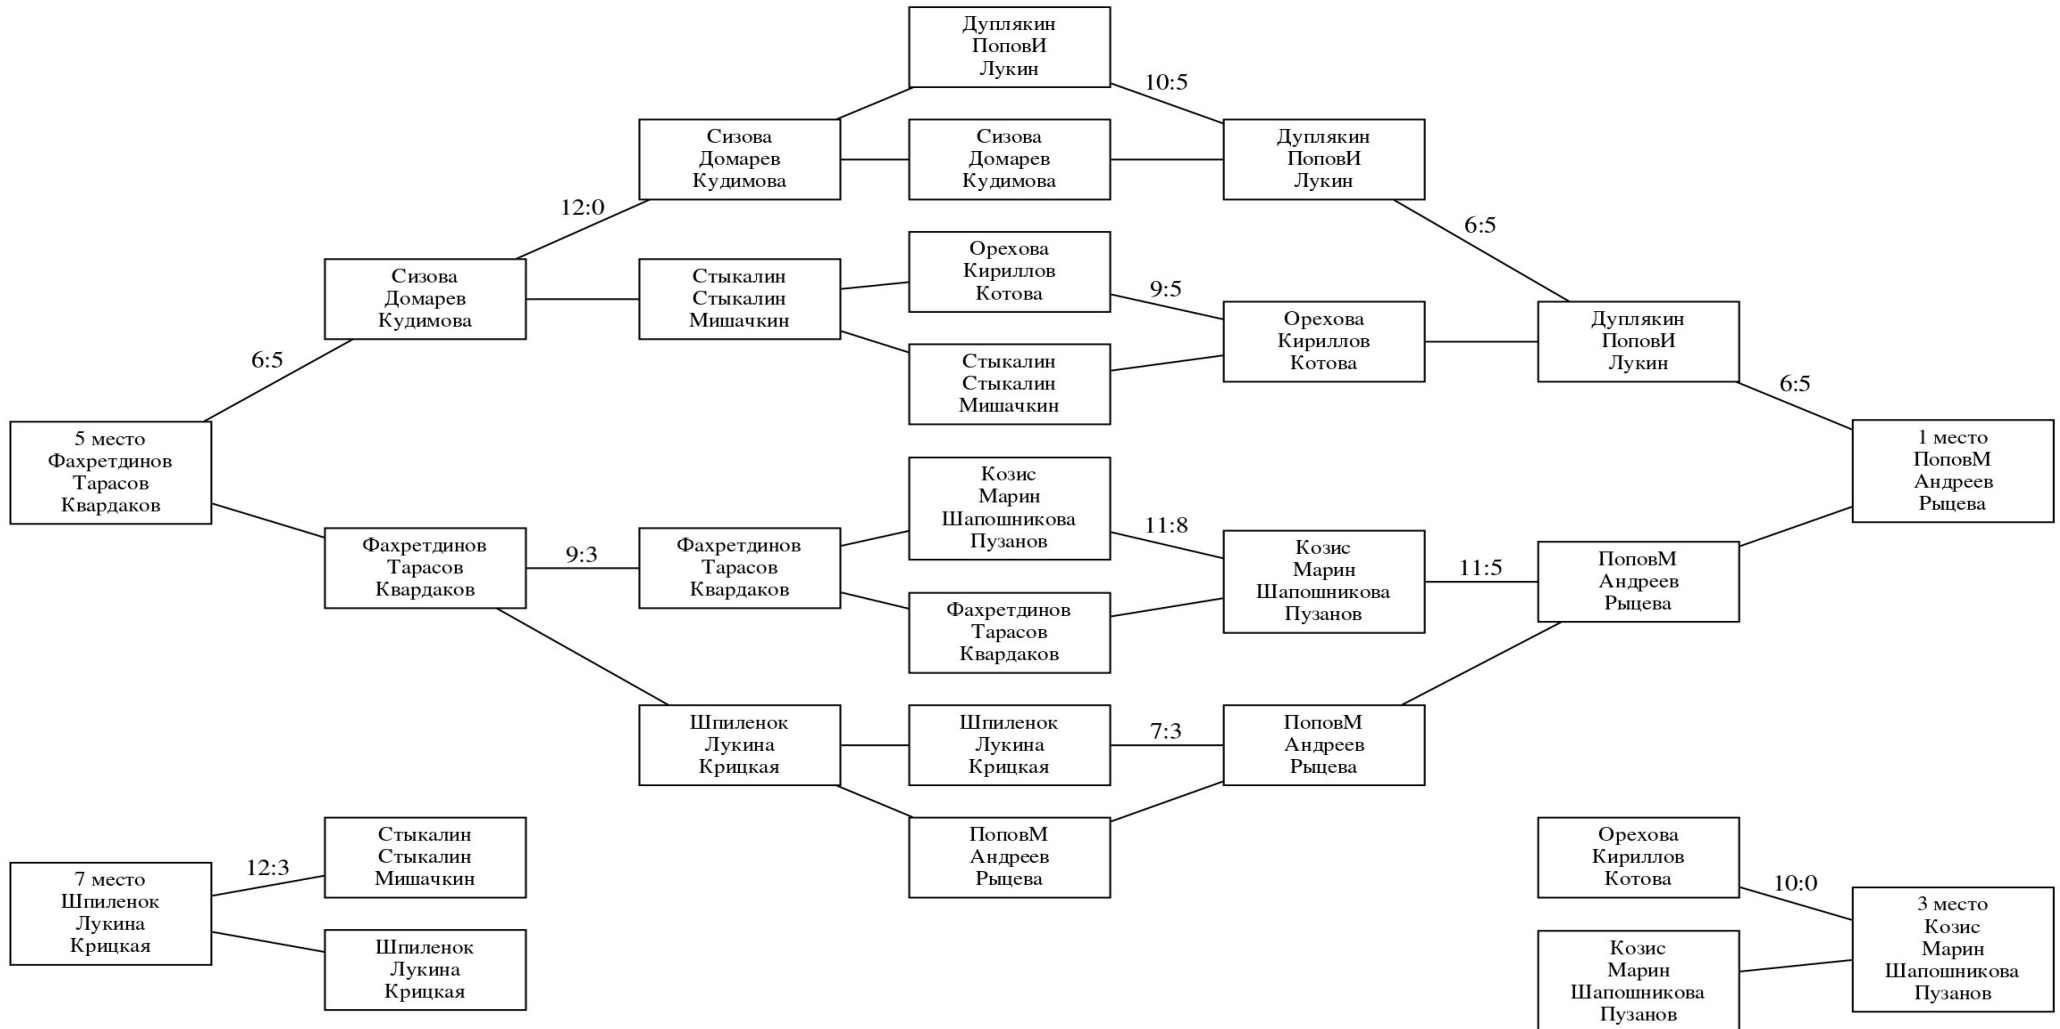 Дуплякин
ПоповИ
Лукин
10:5
Сизова
Домарев
Кудимова
Сизова
Домарев
Кудимова
Дуплякин
ПоповИ
Лукин
12:0
6:5
Сизова
Домарев
Кудимова
Стыкалин
Стыкалин
Мишачкин
Орехова
Кириллов
Котова
9:5
Стыкалин
Стыкалин
Мишачкин
Орехова
Кириллов
Котова
Дуплякин
ПоповИ
Лукин
6:5
6:5
5 место
Фахретдинов
Тарасов
Квардаков
1 место
ПоповМ
Андреев
Рыцева
Фахретдинов
Тарасов
Квардаков
9:3
Фахретдинов
Тарасов
Квардаков
Козис
Марин
Шапошникова
Пузанов
11:8
Фахретдинов
Тарасов
Квардаков
Козис
Марин
Шапошникова
Пузанов
11:5
ПоповМ
Андреев
Рыцева
Шпиленок
Лукина
Крицкая
Шпиленок
Лукина
Крицкая
7:3
ПоповМ
Андреев
Рыцева
ПоповМ
Андреев
Рыцева
7 место
Шпиленок
Лукина
Крицкая
12:3
Стыкалин
Стыкалин
Мишачкин
Шпиленок
Лукина
Крицкая
Орехова
Кириллов
Котова
10:0
Козис
Марин
Шапошникова
Пузанов
3 место
Козис
Марин
Шапошникова
Пузанов